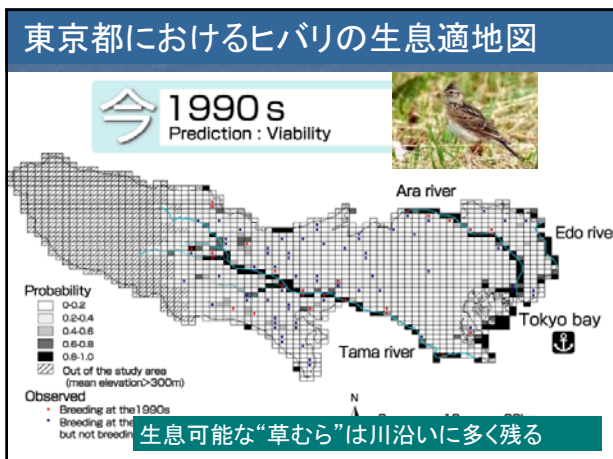 東京都におけるヒバリの生息適地図
今 1990s
Prediction : Viability
Ara river
Edo rive
Probability
0-0.2
0.2-0.4
0.4-0.6
0.6-0.8
0.8-1.0
Out of the study area
(mean elevation>300m)
Tokyo bay
Tama river
Observed
Breeding at the1990s
Breeding at the
but not breedin
N
生息可能な“草むら”は川沿いに多く残る